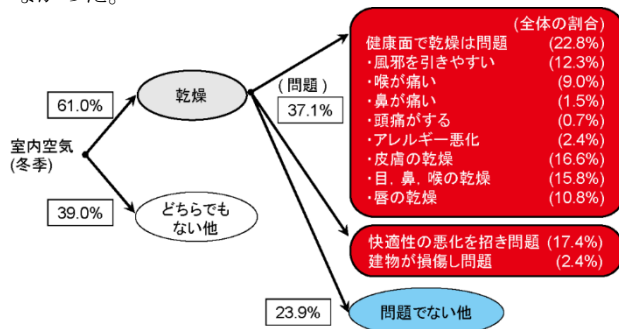 (全体の割合)
健康面で乾燥は問題 (22.8%)
・風邪を引きやすい (12.3%)
・喉が痛い (9.0%)
・鼻が痛い (1.5%)
・頭痛がする (0.7%)
・アレルギー悪化 (2.4%)
・皮膚の乾燥 (16.6%)
・目，鼻，喉の乾燥 (15.8%)
・唇の乾燥 (10.8%)
(問題)
37.1%
乾燥
61.0%
室内空気
(冬季)
39.0%
どちらでも
ない他
快適性の悪化を招き問題 (17.4%)
建物が損傷し問題 (2.4%)
23.9%
問題でない他